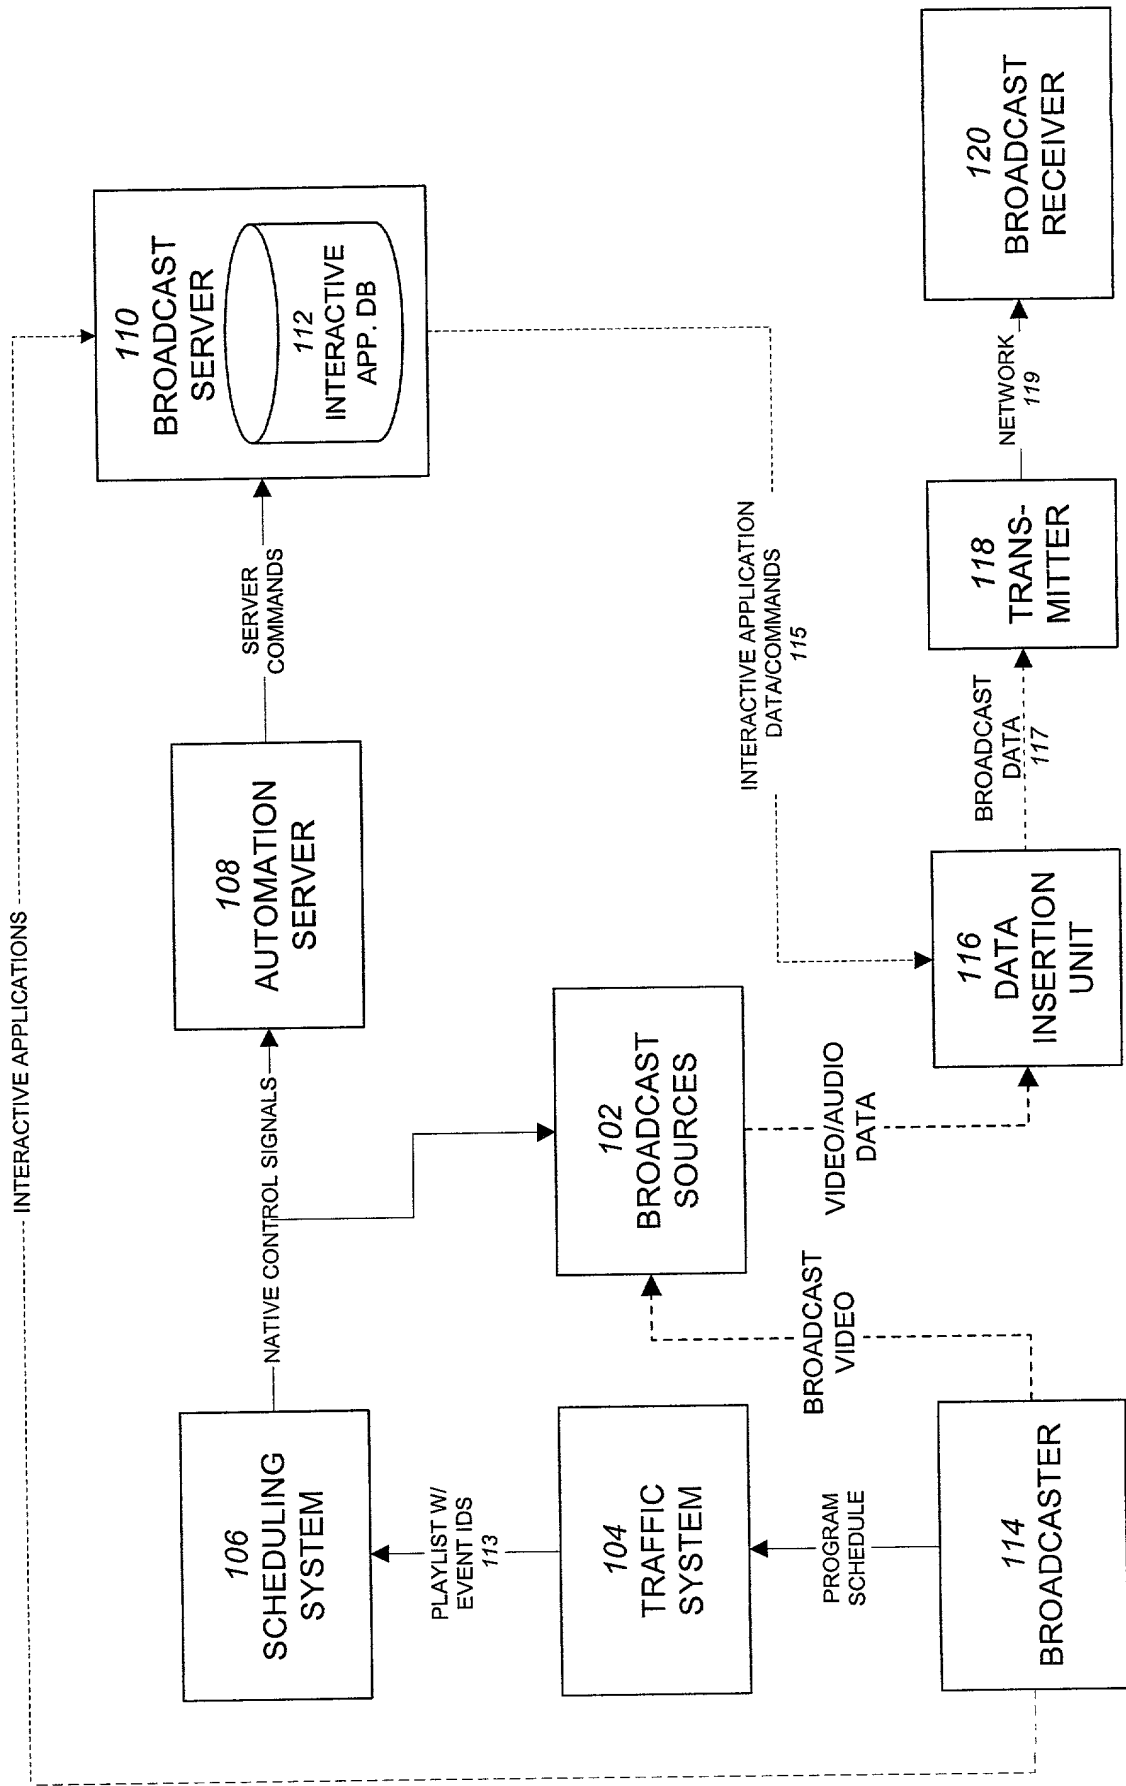 INTERACTIVE APPLICATIONS
106
SCHEDULING
SYSTEM
NATIVE CONTROL SIGNALS
108
AUTOMATION
SERVER
SERVER
COMMANDS
110
BROADCAST
SERVER
112
INTERACTIVE
APP. DB
PLAYLIST W/
EVENT IDS
113
104
TRAFFIC
SYSTEM
102
BROADCAST
SOURCES
INTERACTIVE APPLICATION
DATA/COMMANDS
115
PROGRAM
SCHEDULE
BROADCAST
VIDEO
VIDEO/AUDIO
DATA
114
BROADCASTER
116
DATA
INSERTION
UNIT
BROADCAST
DATA
117
118
TRANS-
MITTER
NETWORK
119
120
BROADCAST
RECEIVER